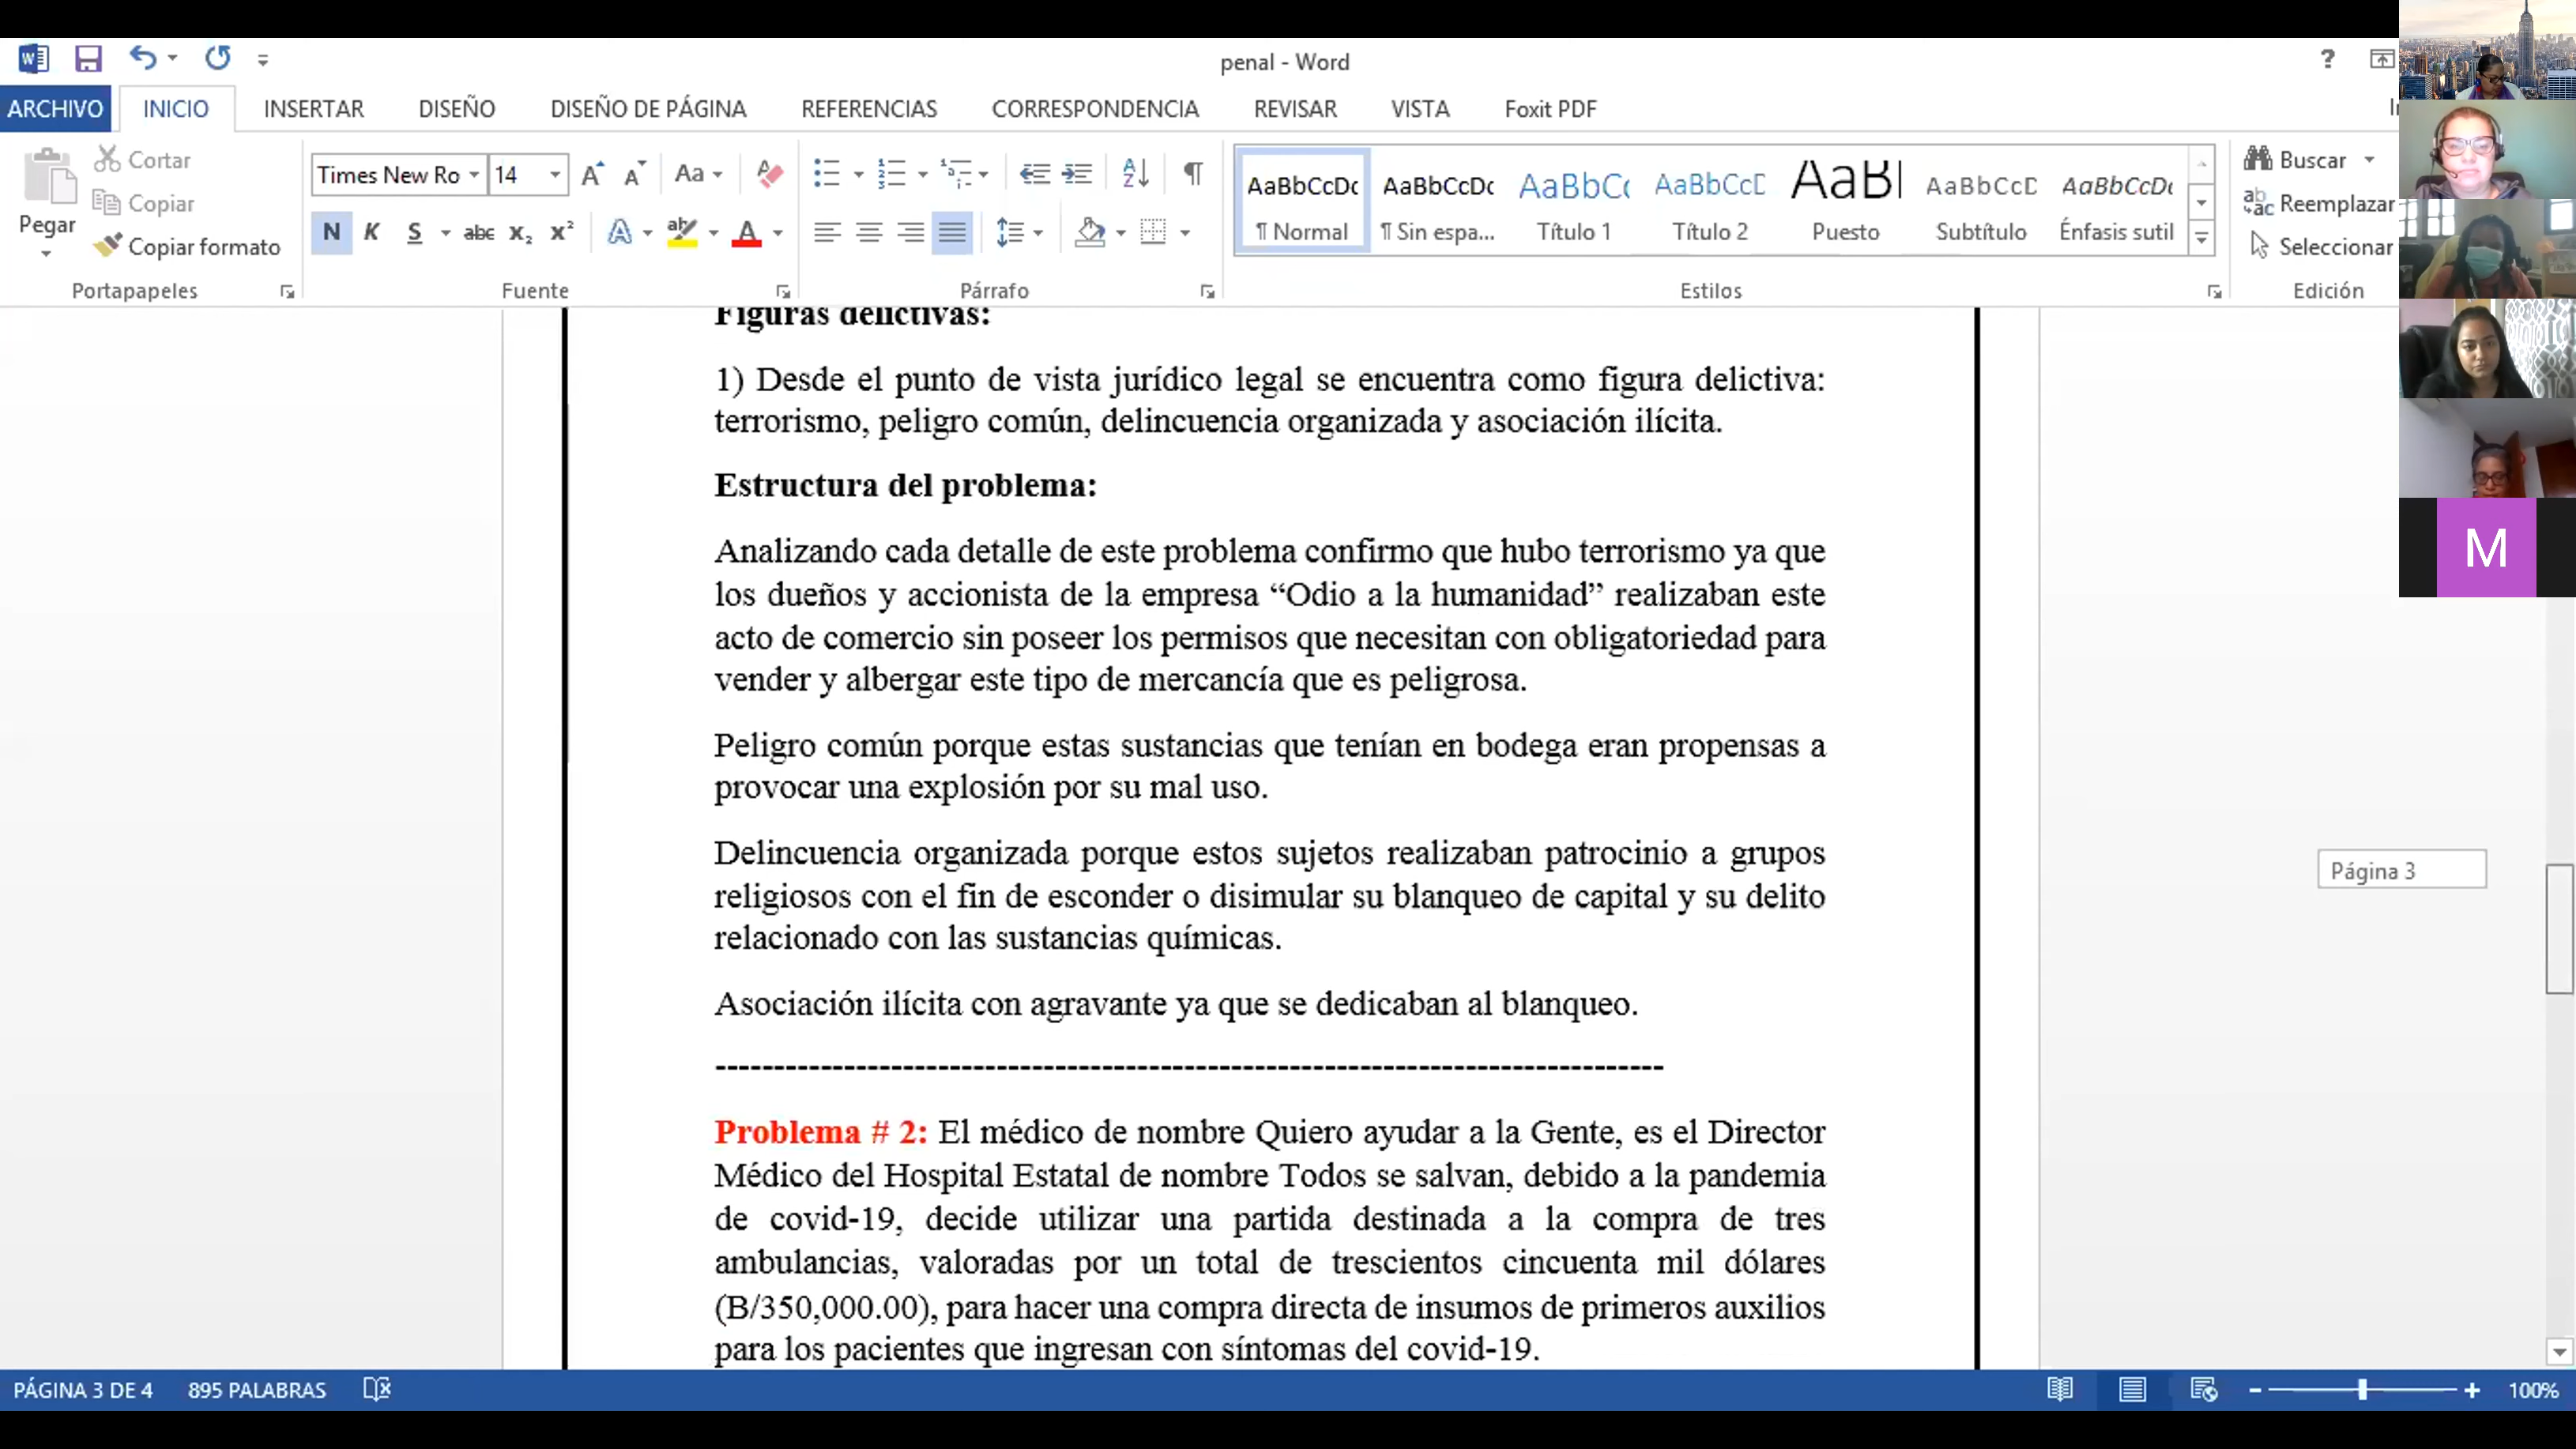 penal - Word
?
ARCHIVO INICIO INSERTAR DISEÑO DISEÑO DE PÁGINA REFERENCIAS CORRESPONDENCIA REVISAR VISTA Foxit PDF
Pegar
Cortar
Copiar
Copiar formato
Portapapeles
Times New Ro 14
Aa
N K S abc x₂ x²
A
Fuente
Párrafo
AaBbCcDc AaBbCcDc AaBbC AaBbCcD AaB AaBbCcD AaBbCcDc
¶ Normal ¶ Sin espa... Título 1 Título 2 Puesto Subtítulo Énfasis sutil
Estilos
Buscar
Reemplazar
Seleccionar
Edición
M
Figuras delictivas:
1) Desde el punto de vista jurídico legal se encuentra como figura delictiva:
terrorismo, peligro común, delincuencia organizada y asociación ilícita.
Estructura del problema:
Analizando cada detalle de este problema confirmo que hubo terrorismo ya que
los dueños y accionista de la empresa “Odio a la humanidad” realizaban este
acto de comercio sin poseer los permisos que necesitan con obligatoriedad para
vender y albergar este tipo de mercancía que es peligrosa.
Peligro común porque estas sustancias que tenían en bodega eran propensas a
provocar una explosión por su mal uso.
Delincuencia organizada porque estos sujetos realizaban patrocinio a grupos
religiosos con el fin de esconder o disimular su blanqueo de capital y su delito
relacionado con las sustancias químicas.
Asociación ilícita con agravante ya que se dedicaban al blanqueo.
--------------------------------------------------------------------------------
Problema # 2: El médico de nombre Quiero ayudar a la Gente, es el Director
Médico del Hospital Estatal de nombre Todos se salvan, debido a la pandemia
de covid-19, decide utilizar una partida destinada a la compra de tres
ambulancias, valoradas por un total de trescientos cincuenta mil dólares
(B/350,000.00), para hacer una compra directa de insumos de primeros auxilios
para los pacientes que ingresan con síntomas del covid-19.
Página 3
PÁGINA 3 DE 4 895 PALABRAS 100%